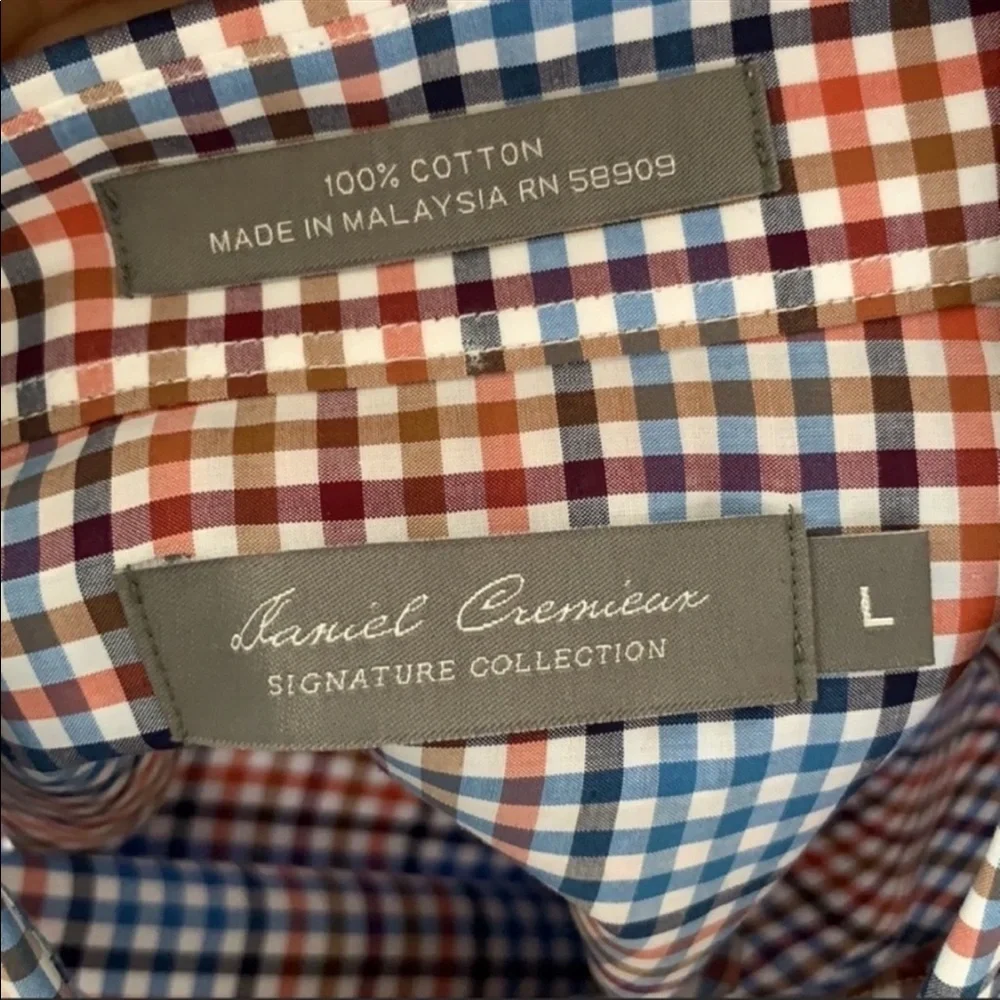 100% COTTON
MADE IN MALAYSIA RN 58909
Daniel Cremieux
SIGNATURE COLLECTION
L